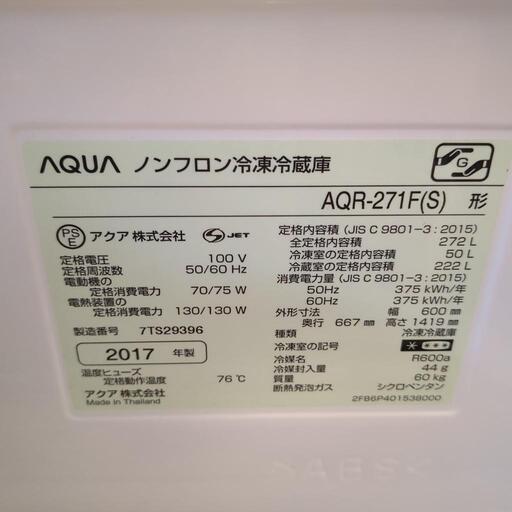 AQUA ノンフロン冷凍冷蔵庫
G
AQR-271F(S) 形
PSE アクア株式会社 S JET
定格電圧 100 V
定格周波数 50/60 Hz
電動機の
定格消費電力 70/75 W
電熱装置の
定格消費電力 130/130 W
製造番号 7TS29396
2017 年製
温度ヒューズ
定格動作温度 76℃
アクア 株式会社
Made in Thailand
定格内容積 (JIS C 9801-3 : 2015)
全定格内容積 272 L
冷凍室の定格内容積 50 L
冷蔵室の定格内容積 222 L
消費電力量 (JIS C 9801-3 : 2015)
50Hz 375 kWh/年
60Hz 375 kWh/年
外形寸法 幅 600 ㎜
奥行 667 ㎜ 高さ 1419 ㎜
種類 冷凍冷蔵庫
冷凍室の記号
冷媒名 R600a
冷媒封入量 44 g
質量 60 kg
断熱発泡ガス シクロペンタン
2FB6P401538000
>ABS<